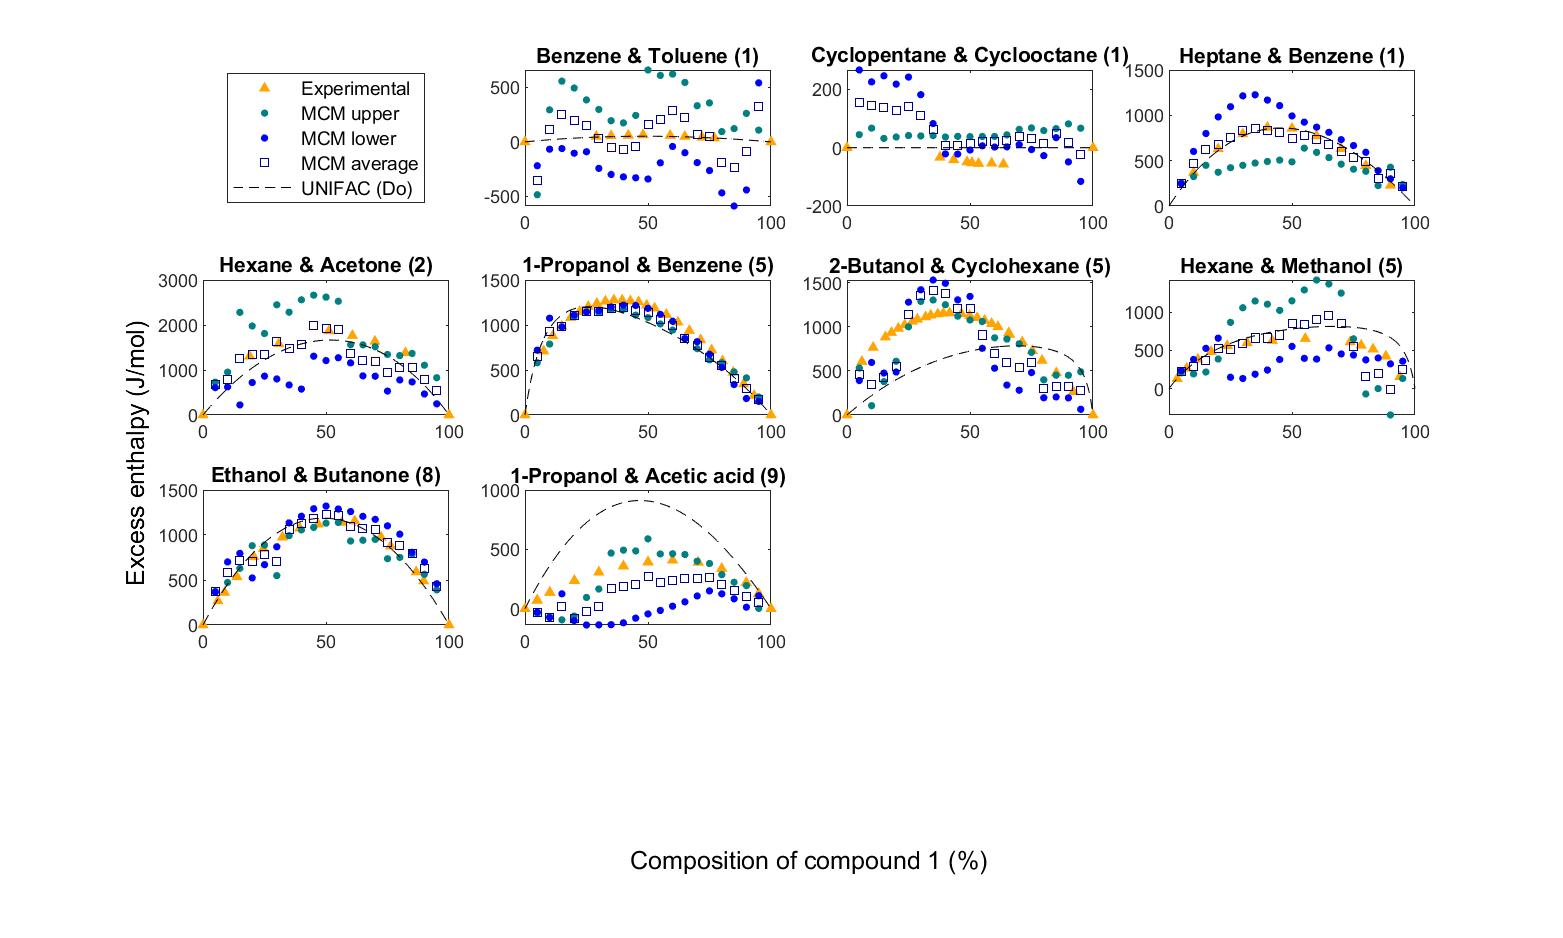 Experimental
MCM upper
MCM lower
MCM average
UNIFAC (Do)
Benzene & Toluene (1)
500
0
-500
0 50 100
Cyclopentane & Cyclooctane (1)
200
0
-200
0 50 100
Heptane & Benzene (1)
1500
1000
500
0
0 50 100
Hexane & Acetone (2)
3000
2000
1000
0
0 50 100
1-Propanol & Benzene (5)
1500
1000
500
0
0 50 100
2-Butanol & Cyclohexane (5)
1500
1000
500
0
0 50 100
Hexane & Methanol (5)
1000
500
0
0 50 100
Ethanol & Butanone (8)
1500
1000
500
0
0 50 100
1-Propanol & Acetic acid (9)
1000
500
0
0 50 100
Excess enthalpy (J/mol)
Composition of compound 1 (%)